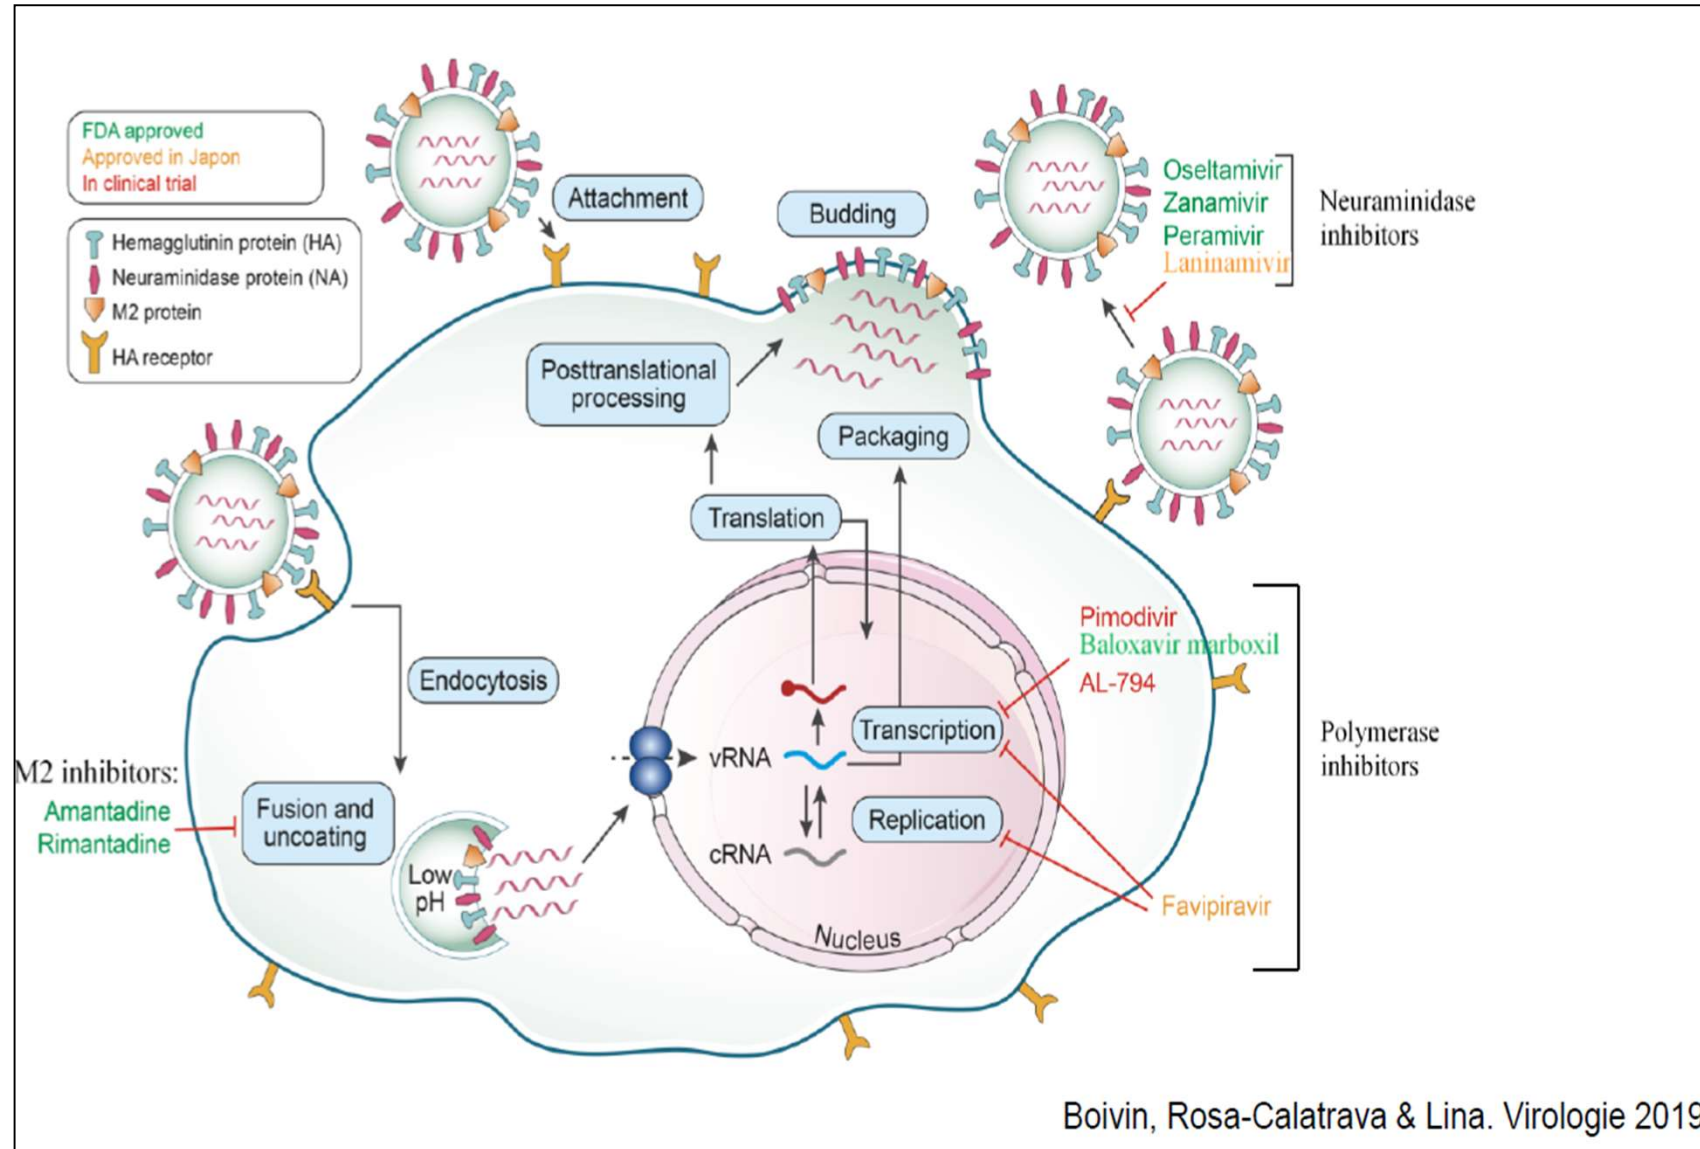 FDA approved
Approved in Japon
In clinical trial
Hemagglutinin protein (HA)
Neuraminidase protein (NA)
M2 protein
HA receptor
Attachment
Budding
Oseltamivir
Zanamivir
Peramivir
Laninamivir
Neuraminidase
inhibitors
Posttranslational
processing
Packaging
Translation
Endocytosis
Pimodivir
Baloxavir marboxil
AL-794
Transcription
vRNA
Polymerase
inhibitors
M2 inhibitors:
Amantadine
Rimantadine
Fusion and
uncoating
Replication
cRNA
Low
pH
Favipiravir
Nucleus
Boivin, Rosa-Calatrava & Lina. Virologie 2019